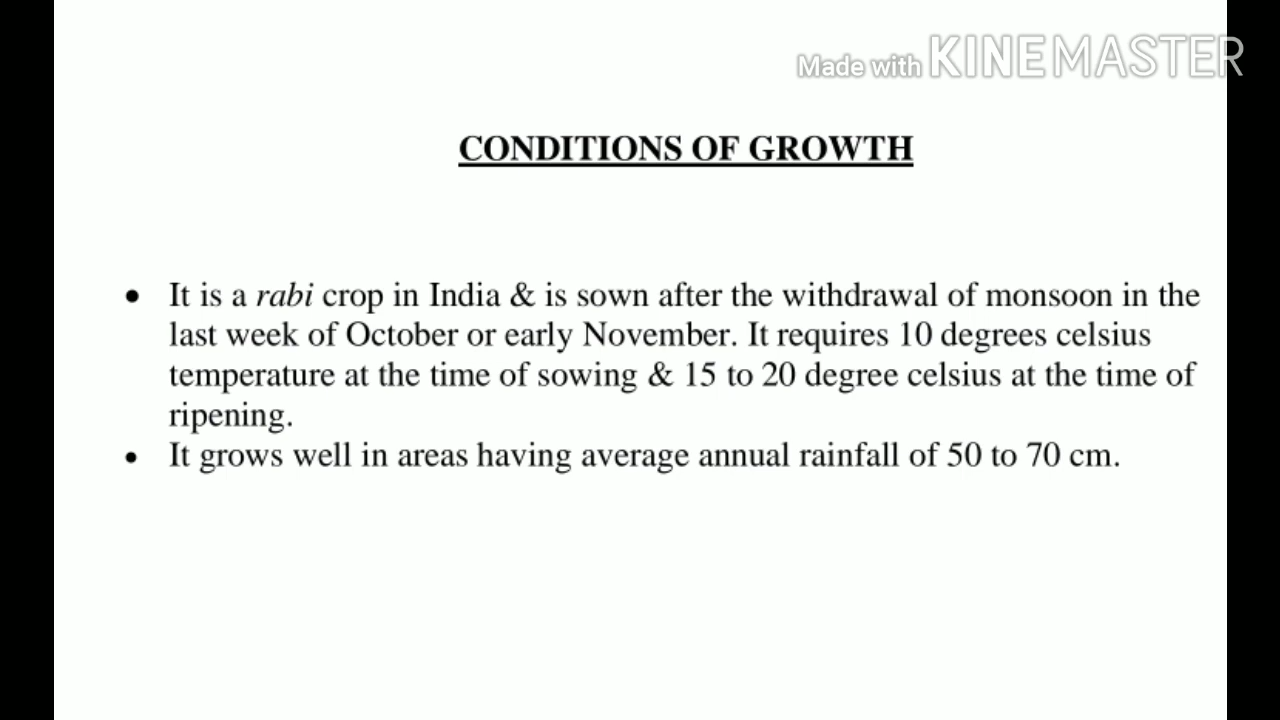 Made with KINEMASTER
CONDITIONS OF GROWTH
• It is a rabi crop in India & is sown after the withdrawal of monsoon in the
last week of October or early November. It requires 10 degrees celsius
temperature at the time of sowing & 15 to 20 degree celsius at the time of
ripening.
• It grows well in areas having average annual rainfall of 50 to 70 cm.